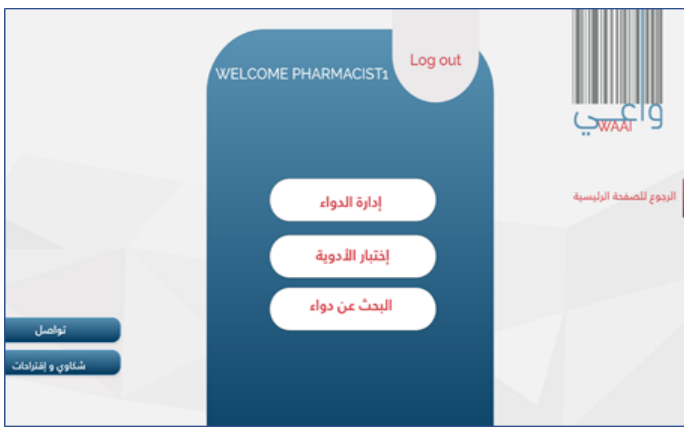 Log out
WELCOME PHARMACIST1
واعي
WAAI
الرجوع للصفحة الرئيسية
إدارة الدواء
إختبار الأدوية
البحث عن دواء
تواصل
شكاوي و إقتراحات